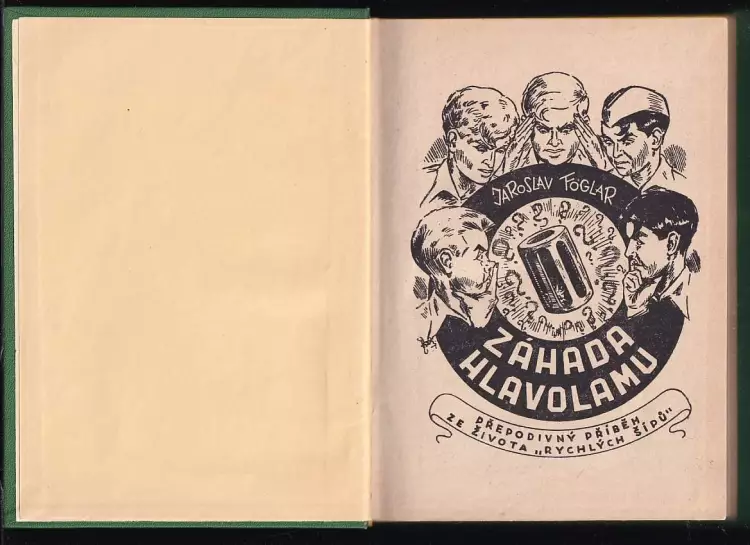 JAROSLAV FOGLAR
ZÁHADA
HLAVOLAMU
PŘEPODIVNÝ PŘÍBĚH
ZE ŽIVOTA „RYCHLÝCH ŠÍPŮ"